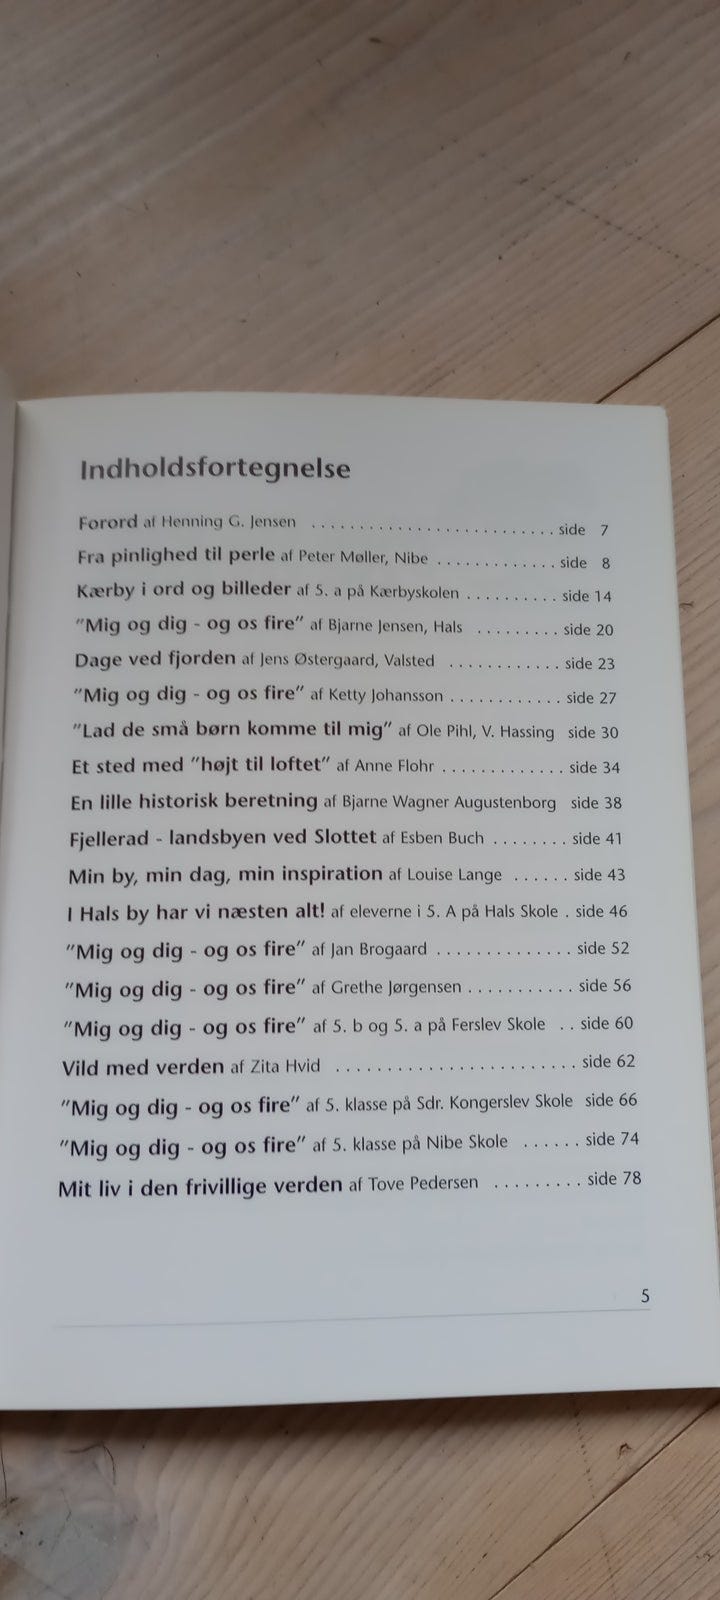 Indholdsfortegnelse
Forord af Henning G. Jensen . . . . . . . . . . . . . . . . . . . . . . . . . . side 7
Fra pinlighed til perle af Peter Møller, Nibe . . . . . . . . . . . . . side 8
Kærby i ord og billeder af 5. a på Kærbyskolen . . . . . . . . . . side 14
"Mig og dig - og os fire" af Bjarne Jensen, Hals . . . . . . . . . side 20
Dage ved fjorden af Jens Østergaard, Valsted . . . . . . . . . . . . side 23
"Mig og dig - og os fire" af Ketty Johansson . . . . . . . . . . . . side 27
"Lad de små børn komme til mig" af Ole Pihl, V. Hassing side 30
Et sted med "højt til loftet" af Anne Flohr . . . . . . . . . . . . . side 34
En lille historisk beretning af Bjarne Wagner Augustenborg side 38
Fjellerad - landsbyen ved Slottet af Esben Buch . . . . . . . . side 41
Min by, min dag, min inspiration af Louise Lange . . . . . . side 43
I Hals by har vi næsten alt! af eleverne i 5. A på Hals Skole . side 46
"Mig og dig - og os fire" af Jan Brogaard . . . . . . . . . . . . . . side 52
"Mig og dig - og os fire" af Grethe Jørgensen . . . . . . . . . . . side 56
"Mig og dig - og os fire" af 5. b og 5. a på Ferslev Skole . . side 60
Vild med verden af Zita Hvid . . . . . . . . . . . . . . . . . . . . . . . . . side 62
"Mig og dig - og os fire" af 5. klasse på Sdr. Kongerslev Skole side 66
"Mig og dig - og os fire" af 5. klasse på Nibe Skole . . . . . . side 74
Mit liv i den frivillige verden af Tove Pedersen . . . . . . . . . side 78
5